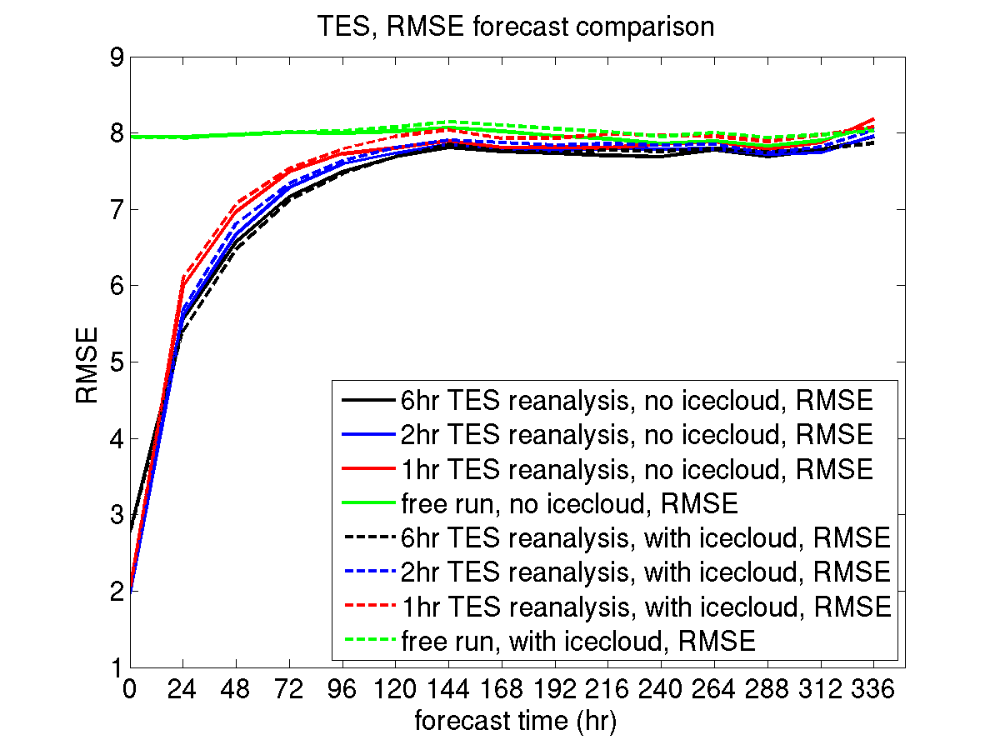 TES, RMSE forecast comparison
9
8
7
6
5
4
3
2
1
RMSE
6hr TES reanalysis, no icecloud, RMSE
2hr TES reanalysis, no icecloud, RMSE
1hr TES reanalysis, no icecloud, RMSE
free run, no icecloud, RMSE
6hr TES reanalysis, with icecloud, RMSE
2hr TES reanalysis, with icecloud, RMSE
1hr TES reanalysis, with icecloud, RMSE
free run, with icecloud, RMSE
0 24 48 72 96 120 144 168 192 216 240 264 288 312 336
forecast time (hr)